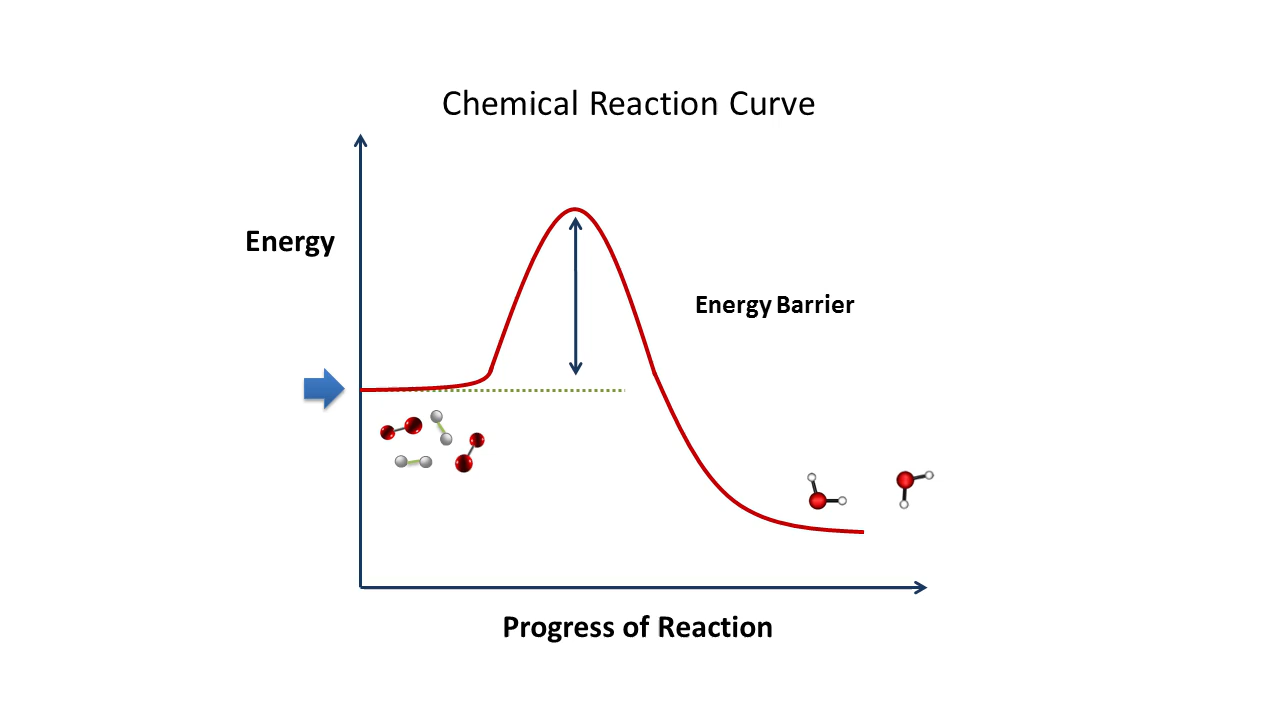 Chemical Reaction Curve
Energy
Energy Barrier
Progress of Reaction